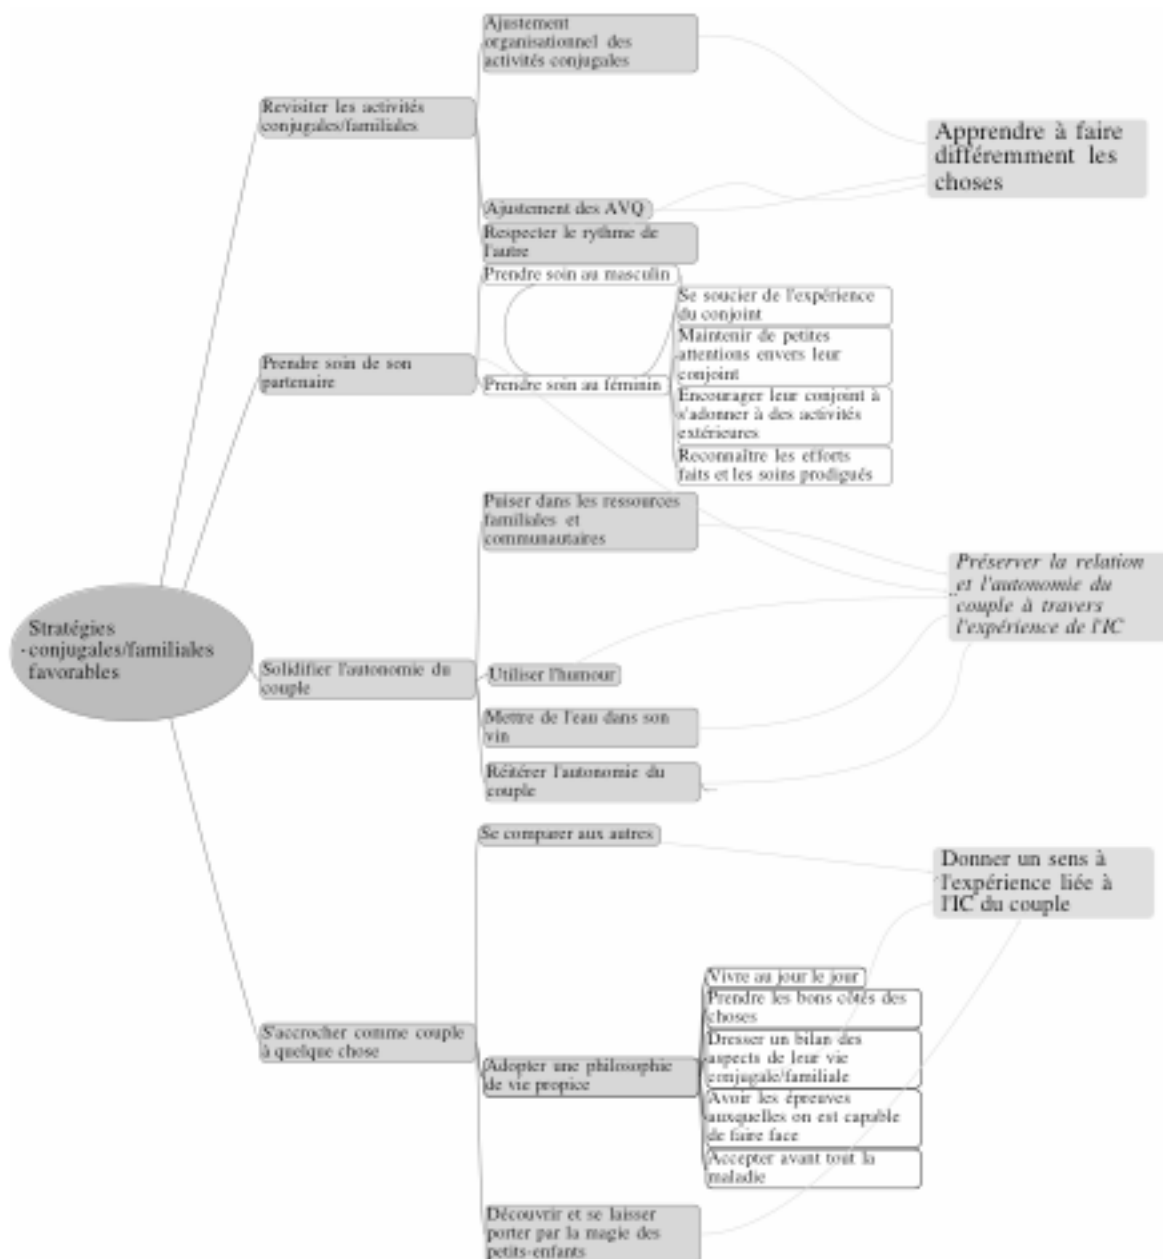 Ajustement
organisationnel des
activités conjugales
Revisiter les activités
conjugales/familiales
Apprendre à faire
différemment les
choses
Ajustement des AVQ
Respecter le rythme de
l'autre
Prendre soin au masculin
Se soucier de l'expérience
du conjoint
Maintenir de petites
attentions envers leur
conjoint
Prendre soin de son
partenaire
Prendre soin au féminin
Encourager leur conjoint à
s'adonner à des activités
extérieures
Reconnaître les efforts
faits et les soins prodigués
Puiser dans les ressources
familiales et
communautaires
Préserver la relation
et l'autonomie du
couple à travers
l'expérience de l'IC
Stratégies
conjugales/familiales
favorables
Solidifier l'autonomie du
couple
Utiliser l'humour
Mettre de l'eau dans son
vin
Réitérer l'autonomie du
couple
Se comparer aux autres
Donner un sens à
l'expérience liée à
l'IC du couple
Vivre au jour le jour
Prendre les bons côtés des
choses
S'accrocher comme couple
à quelque chose
Adopter une philosophie
de vie propice
Dresser un bilan des
aspects de leur vie
conjugale/familiale
Avoir les épreuves
auxquelles on est capable
de faire face
Accepter avant tout la
maladie
Découvrir et se laisser
porter par la magie des
petits-enfants